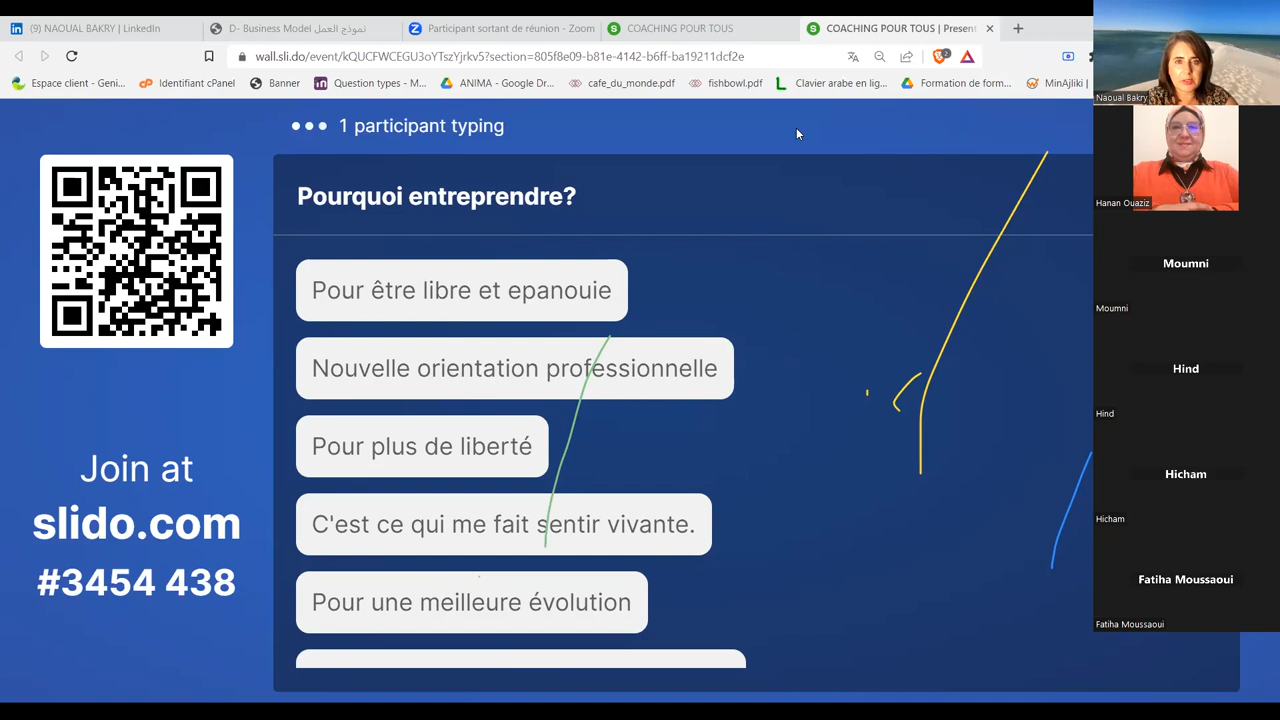 (9) NAOUAL BAKRY | LinkedIn
D- Business Model نموذج العمل
Participant sortant de réunion - Zoom
COACHING POUR TOUS
COACHING POUR TOUS | Present
wall.sli.do/event/kQUCFWCEGU3oYTszYjrkv5?section=805f8e09-b81e-4142-b6ff-ba19211dcf2e
2
Espace client - Geni...
Identifiant cPanel
Banner
Question types - M...
ANIMA - Google Dr...
cafe_du_monde.pdf
fishbowl.pdf
Clavier arabe en lig...
Formation de form...
MinAjliki
1 participant typing
Pourquoi entreprendre?
Pour être libre et epanouie
Nouvelle orientation professionnelle
Pour plus de liberté
C'est ce qui me fait sentir vivante.
Pour une meilleure évolution
Join at
slido.com
#3454 438
Naoual Bakry
Hanan Ouaziz
Moumni
Moumni
Hind
Hind
Hicham
Hicham
Fatiha Moussaoui
Fatiha Moussaoui